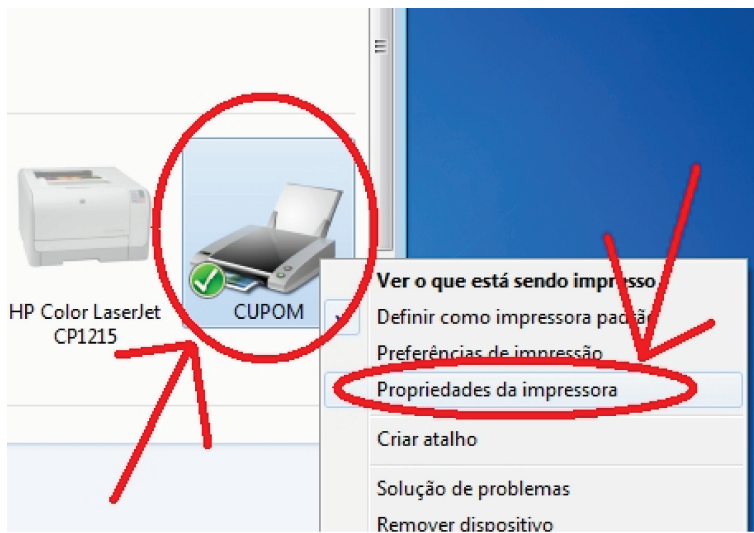 HP Color LaserJet
CP1215
CUPOM
Ver o que está sendo impresso
Definir como impressora padrão
Preferências de impressão
Propriedades da impressora
Criar atalho
Solução de problemas
Remover dispositivo